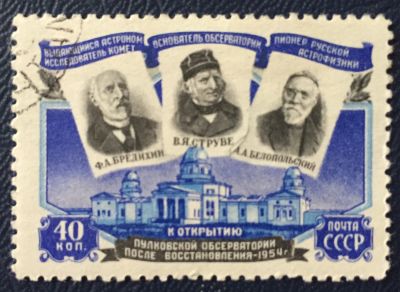 ВЫДАЮЩИЙСЯ АСТРОНОМ
ИССЛЕДОВАТЕЛЬ КОМЕТ
ОСНОВАТЕЛЬ ОБСЕРВАТОРИИ
ПИОНЕР РУССКОЙ
АСТРОФИЗИКИ
Ф.А.БРЕДИХИН
В.Я.СТРУВЕ
А.А.БЕЛОПОЛЬСКИЙ
40
КОП.
К ОТКРЫТИЮ
ПУЛКОВСКОЙ ОБСЕРВАТОРИИ
ПОСЛЕ ВОССТАНОВЛЕНИЯ-1954 г.
ПОЧТА
СССР